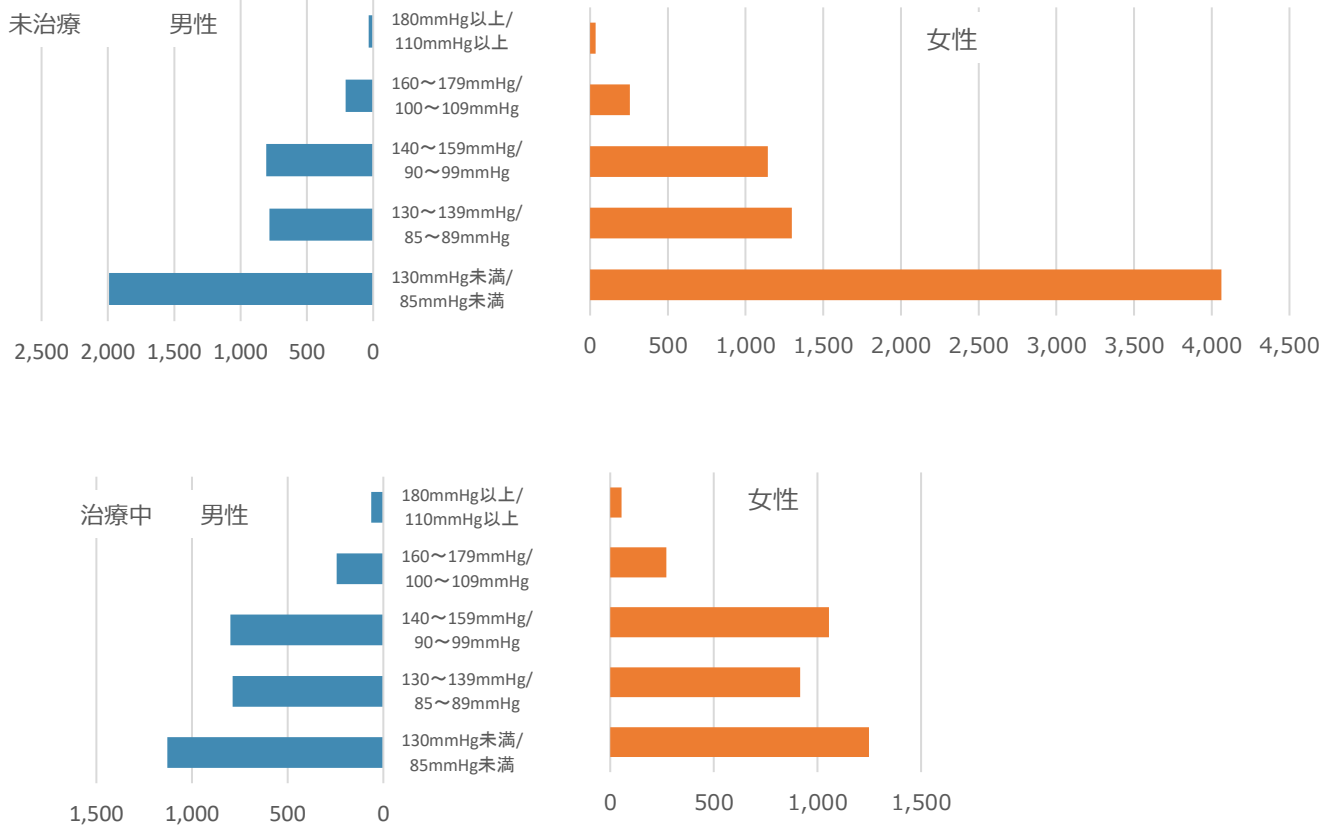 未治療 男性
女性
180mmHg以上/
110mmHg以上
160～179mmHg/
100～109mmHg
140～159mmHg/
90～99mmHg
130～139mmHg/
85～89mmHg
130mmHg未満/
85mmHg未満
2,500 2,000 1,500 1,000 500 0
0 500 1,000 1,500 2,000 2,500 3,000 3,500 4,000 4,500
治療中 男性
女性
180mmHg以上/
110mmHg以上
160～179mmHg/
100～109mmHg
140～159mmHg/
90～99mmHg
130～139mmHg/
85～89mmHg
130mmHg未満/
85mmHg未満
1,500 1,000 500 0
0 500 1,000 1,500